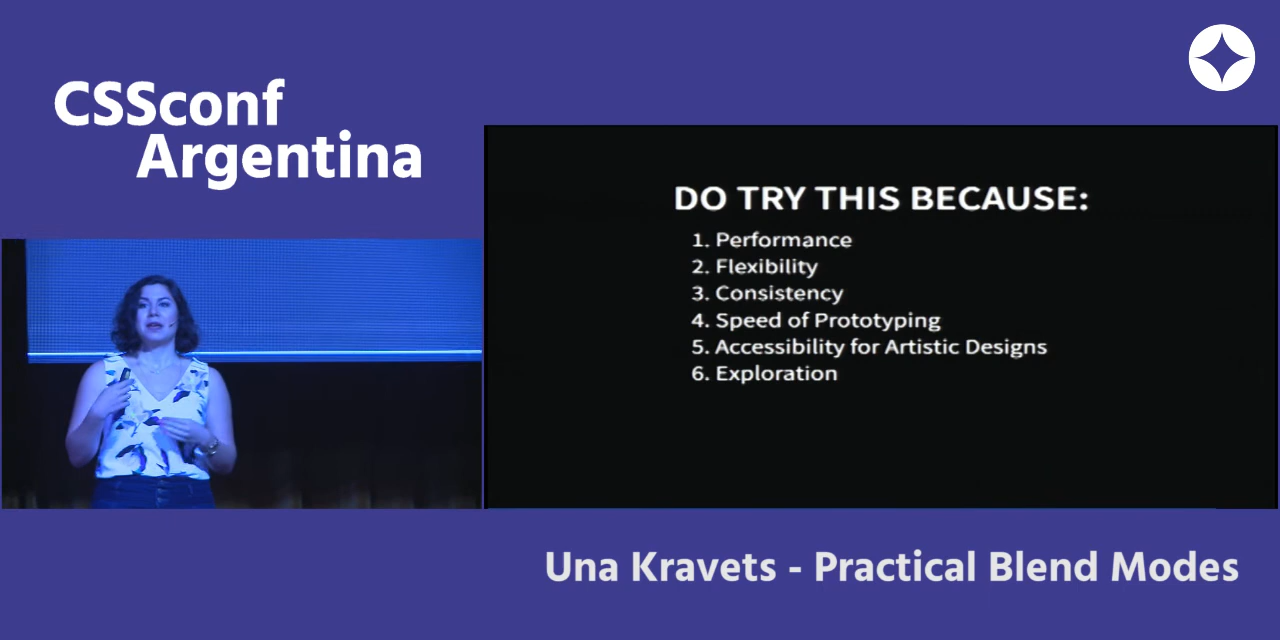 CSSconf
Argentina
DO TRY THIS BECAUSE:
1. Performance
2. Flexibility
3. Consistency
4. Speed of Prototyping
5. Accessibility for Artistic Designs
6. Exploration
Una Kravets - Practical Blend Modes